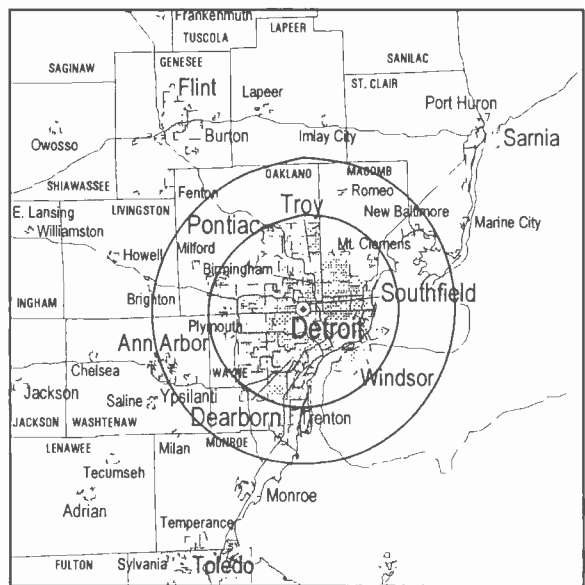 Frankenmuth
LAPEER
TUSCOLA
SANILAC
GENESEE
SAGINAW
ST. CLAIR
Flint
Lapeer
Port Huron
Burton
Imlay City
Sarnia
Owosso
OAKLAND
MACOMB
SHIAWASSEE
Fenton
Romeo
E. Lansing
LIVINGSTON
Troy
New Baltimore
Williamston
Pontiac
Marine City
Howell
Milford
Mt. Clemens
Birmingham
INGHAM
Brighton
Southfield
Plymouth
Detroit
Ann Arbor
Chelsea
WAYNE
Windsor
Jackson
Saline
Ypsilanti
Dearborn
Trenton
JACKSON
WASHTENAW
LENAWEE
Milan
MONROE
Tecumseh
Adrian
Monroe
Temperance
FULTON
Sylvania
Toledo